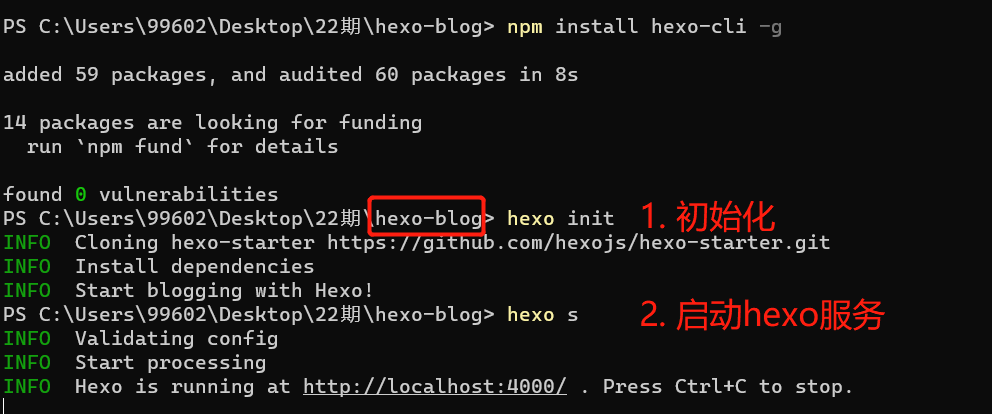 PS C:\Users\99602\Desktop\22期\hexo-blog> npm install hexo-cli -g
added 59 packages, and audited 60 packages in 8s
14 packages are looking for funding
  run `npm fund` for details
found 0 vulnerabilities
PS C:\Users\99602\Desktop\22期\hexo-blog> hexo init 1. 初始化
INFO  Cloning hexo-starter https://github.com/hexojs/hexo-starter.git
INFO  Install dependencies
INFO  Start blogging with Hexo!
PS C:\Users\99602\Desktop\22期\hexo-blog> hexo s 2. 启动hexo服务
INFO  Validating config
INFO  Start processing
INFO  Hexo is running at http://localhost:4000/ . Press Ctrl+C to stop.